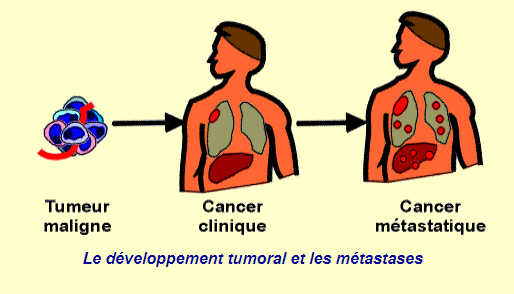 Tumeur
maligne
Cancer
clinique
Cancer
métastatique
Le développement tumoral et les métastases